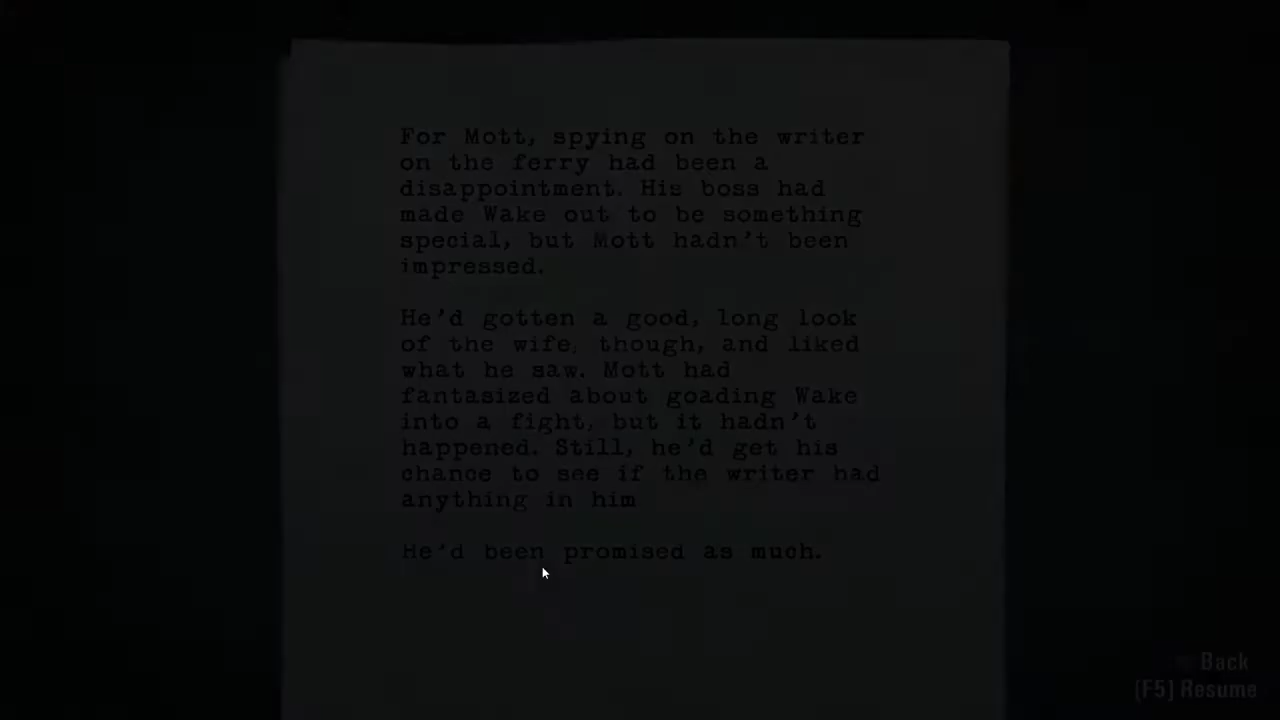 For Mott, spying on the writer
on the ferry had been a
disappointment. His boss had
made Wake out to be something
special, but Mott hadn't been
impressed.
He'd gotten a good, long look
of the wife, though, and liked
what he saw. Mott had
fantasized about goading Wake
into a fight, but it hadn't
happened. Still, he'd get his
chance to see if the writer had
anything in him
He'd been promised as much.
Back
[F5] Resume